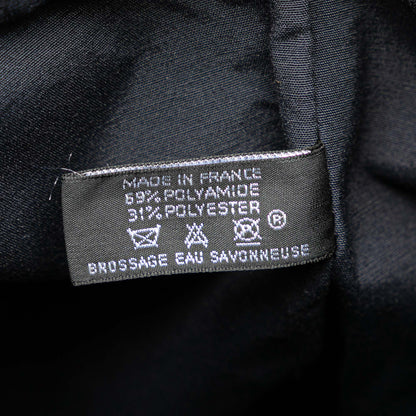 MADE IN FRANCE
69% POLYAMIDE
31% POLYESTER
P ®
BROSSAGE EAU SAVONNEUSE